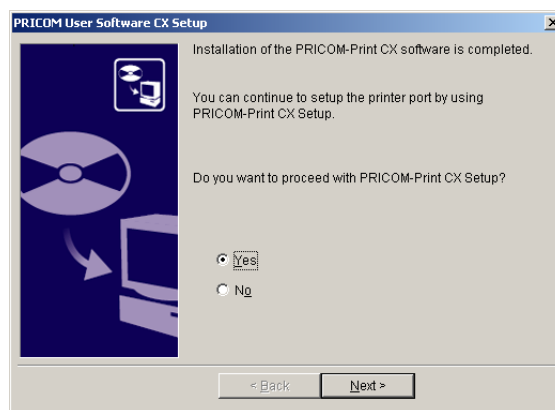 PRICOM User Software CX Setup
Installation of the PRICOM-Print CX software is completed.
You can continue to setup the printer port by using
PRICOM-Print CX Setup.
Do you want to proceed with PRICOM-Print CX Setup?
Yes
No
< Back
Next >